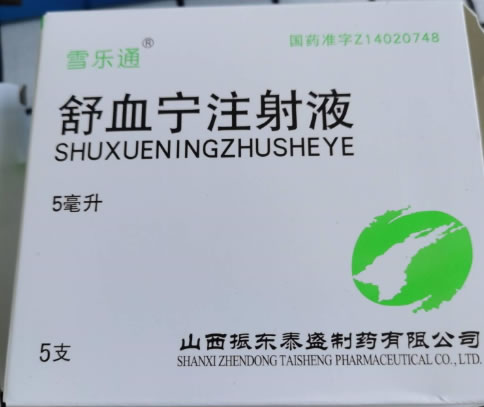 雪乐通®
国药准字Z14020748
舒血宁注射液
SHUXUENINGZHUSHEYE
5毫升
5支
山西振东泰盛制药有限公司
SHANXI ZHENDONG TAISHENG PHARMACEUTICAL CO., LTD.